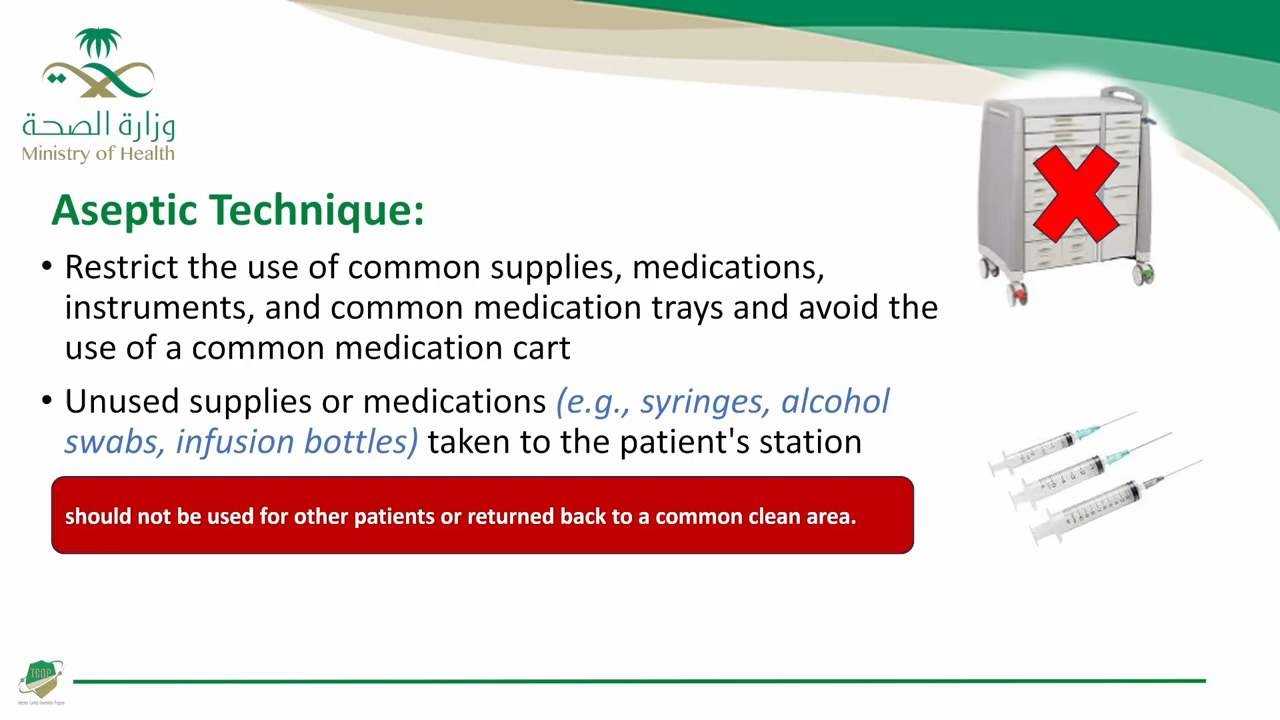 وزارة الصحة
Ministry of Health
Aseptic Technique:
• Restrict the use of common supplies, medications,
instruments, and common medication trays and avoid the
use of a common medication cart
• Unused supplies or medications (e.g., syringes, alcohol
swabs, infusion bottles) taken to the patient's station
should not be used for other patients or returned back to a common clean area.